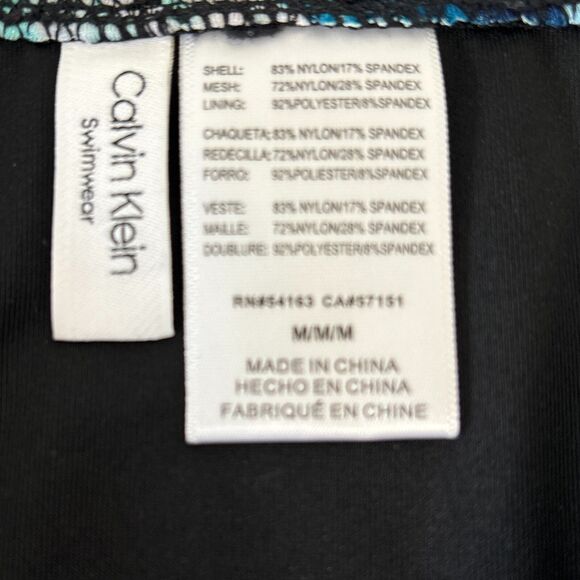 Calvin Klein
Swimwear
SHELL: 83% NYLON/17% SPANDEX
MESH: 72%NYLON/28% SPANDEX
LINING: 92%POLYESTER/8%SPANDEX
CHAQUETA:83% NYLON/17% SPANDEX
REDECILLA:72%NYLON/28% SPANDEX
FORRO: 92%POLIESTER/8%SPANDEX
VESTE: 83% NYLON/17% SPANDEX
MAILLE: 72%NYLON/28% SPANDEX
DOUBLURE: 92%POLYESTER/8%SPANDEX
RN#54163 CA#57151
M/M/M
MADE IN CHINA
HECHO EN CHINA
FABRIQUÉ EN CHINE